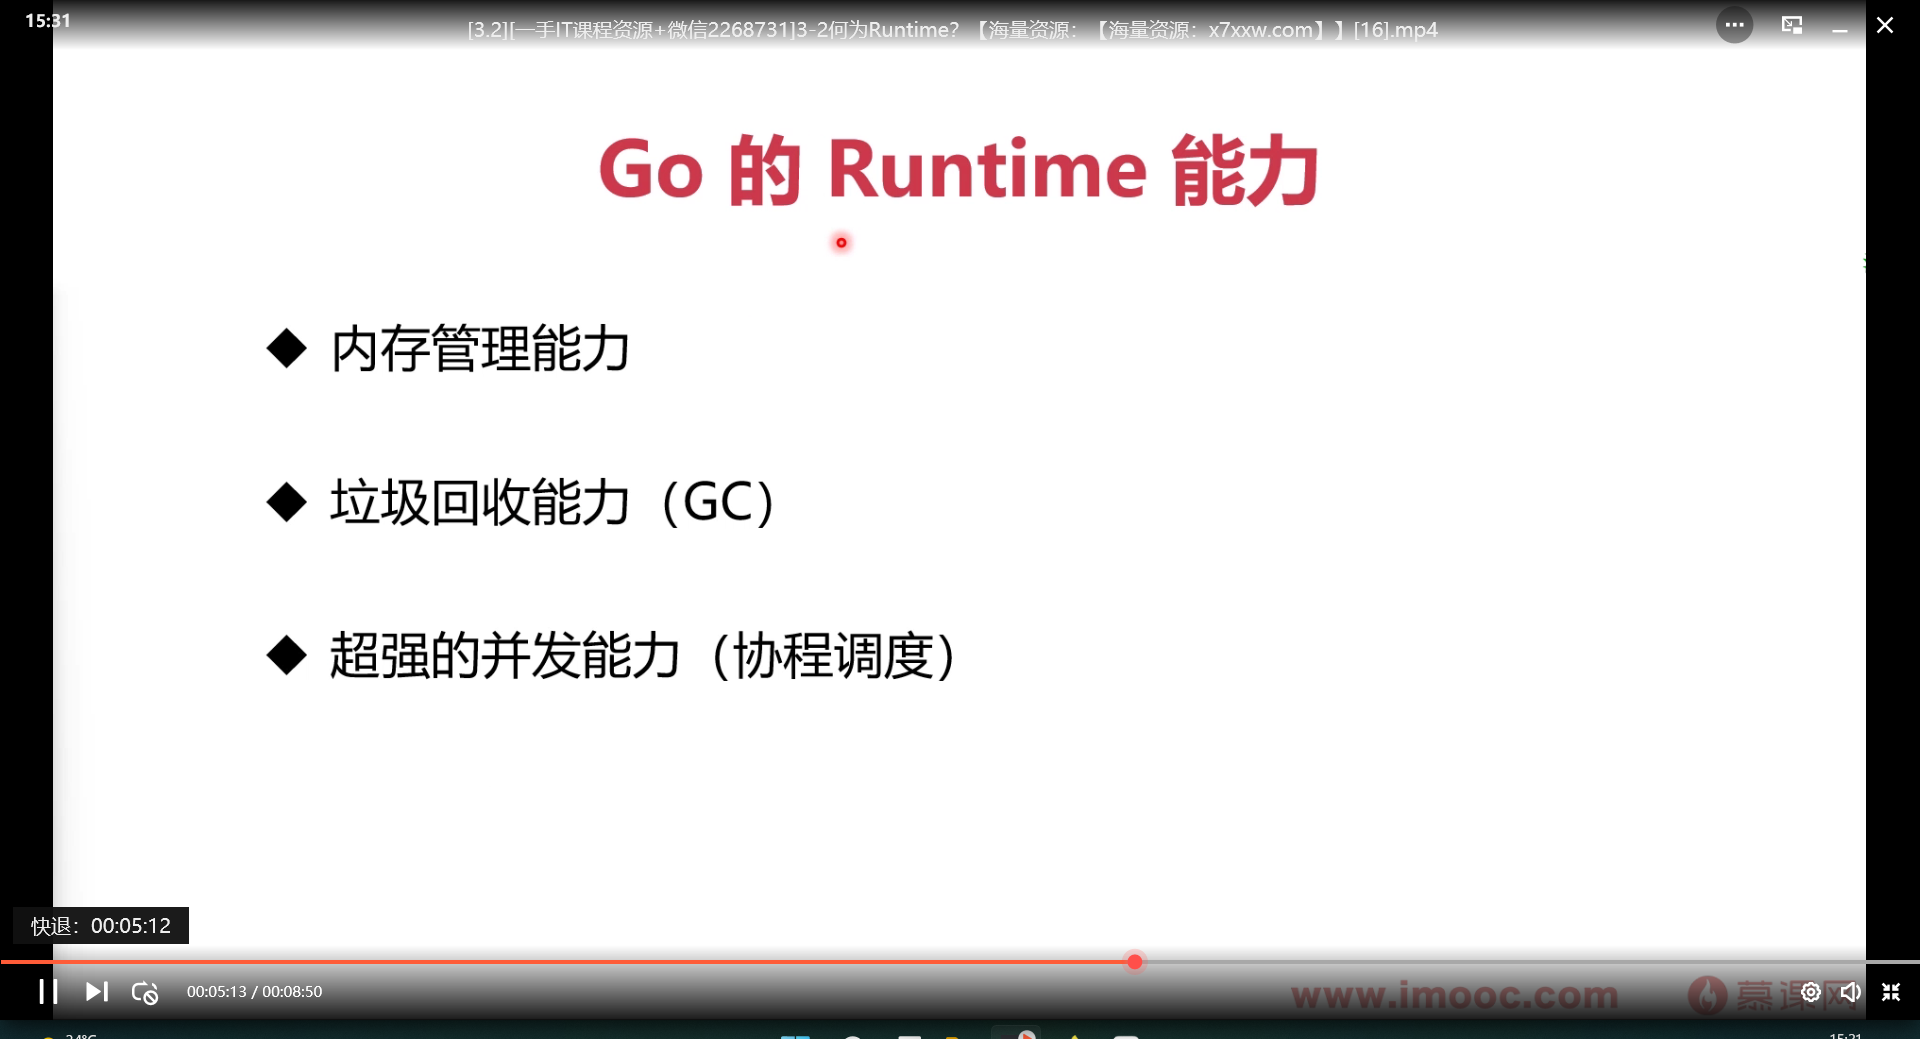 15:31
[3.2][一手IT课程资源+微信2268731]3-2何为Runtime？【海量资源：【海量资源：x7xxw.com】】[16].mp4
Go 的 Runtime 能力
◆ 内存管理能力
◆ 垃圾回收能力（GC）
◆ 超强的并发能力（协程调度）
快退：00:05:12
00:05:13 / 00:08:50
www.imooc.com 慕课网
24°C
15:31